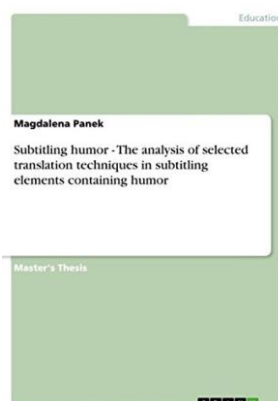 Education
Magdalena Panek
Subtitling humor - The analysis of selected
translation techniques in subtitling
elements containing humor
Master's Thesis